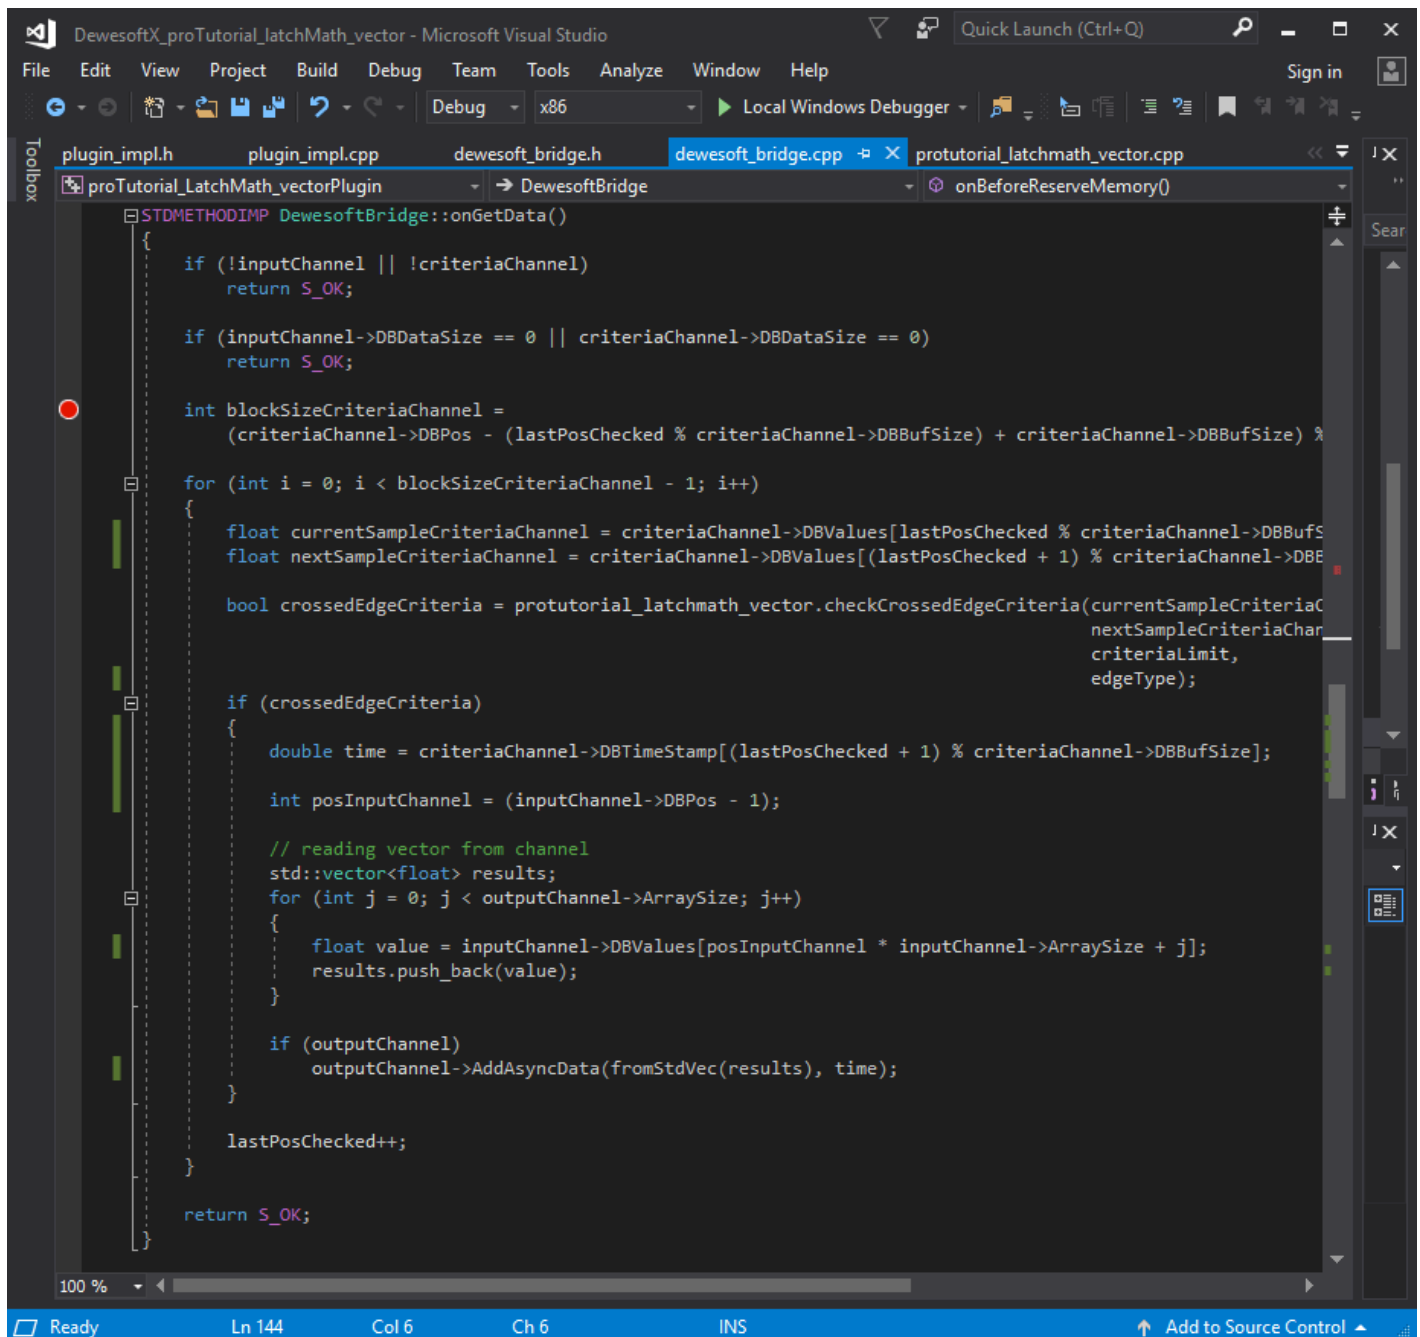 DewesoftX_proTutorial_latchMath_vector - Microsoft Visual Studio
Quick Launch (Ctrl+Q)
File Edit View Project Build Debug Team Tools Analyze Window Help
Sign in
Debug x86 Local Windows Debugger
Toolbox
plugin_impl.h plugin_impl.cpp dewesoft_bridge.h dewesoft_bridge.cpp protutorial_latchmath_vector.cpp
proTutorial_LatchMath_vectorPlugin DewesoftBridge onBeforeReserveMemory()
Sear
STDMETHODIMP DewesoftBridge::onGetData()
{
if (!inputChannel || !criteriaChannel)
return S_OK;
if (inputChannel->DBDataSize == 0 || criteriaChannel->DBDataSize == 0)
return S_OK;
int blockSizeCriteriaChannel =
(criteriaChannel->DBPos - (lastPosChecked % criteriaChannel->DBBufSize) + criteriaChannel->DBBufSize) %
for (int i = 0; i < blockSizeCriteriaChannel - 1; i++)
{
float currentSampleCriteriaChannel = criteriaChannel->DBValues[lastPosChecked % criteriaChannel->DBBufS
float nextSampleCriteriaChannel = criteriaChannel->DBValues[(lastPosChecked + 1) % criteriaChannel->DBB
bool crossedEdgeCriteria = protutorial_latchmath_vector.checkCrossedEdgeCriteria(currentSampleCriteriaC
nextSampleCriteriaChar
criteriaLimit,
edgeType);
if (crossedEdgeCriteria)
{
double time = criteriaChannel->DBTimeStamp[(lastPosChecked + 1) % criteriaChannel->DBBufSize];
int posInputChannel = (inputChannel->DBPos - 1);
// reading vector from channel
std::vector<float> results;
for (int j = 0; j < outputChannel->ArraySize; j++)
{
float value = inputChannel->DBValues[posInputChannel * inputChannel->ArraySize + j];
results.push_back(value);
}
if (outputChannel)
outputChannel->AddAsyncData(fromStdVec(results), time);
}
lastPosChecked++;
}
return S_OK;
}
100 %
Ready Ln 144 Col 6 Ch 6 INS Add to Source Control